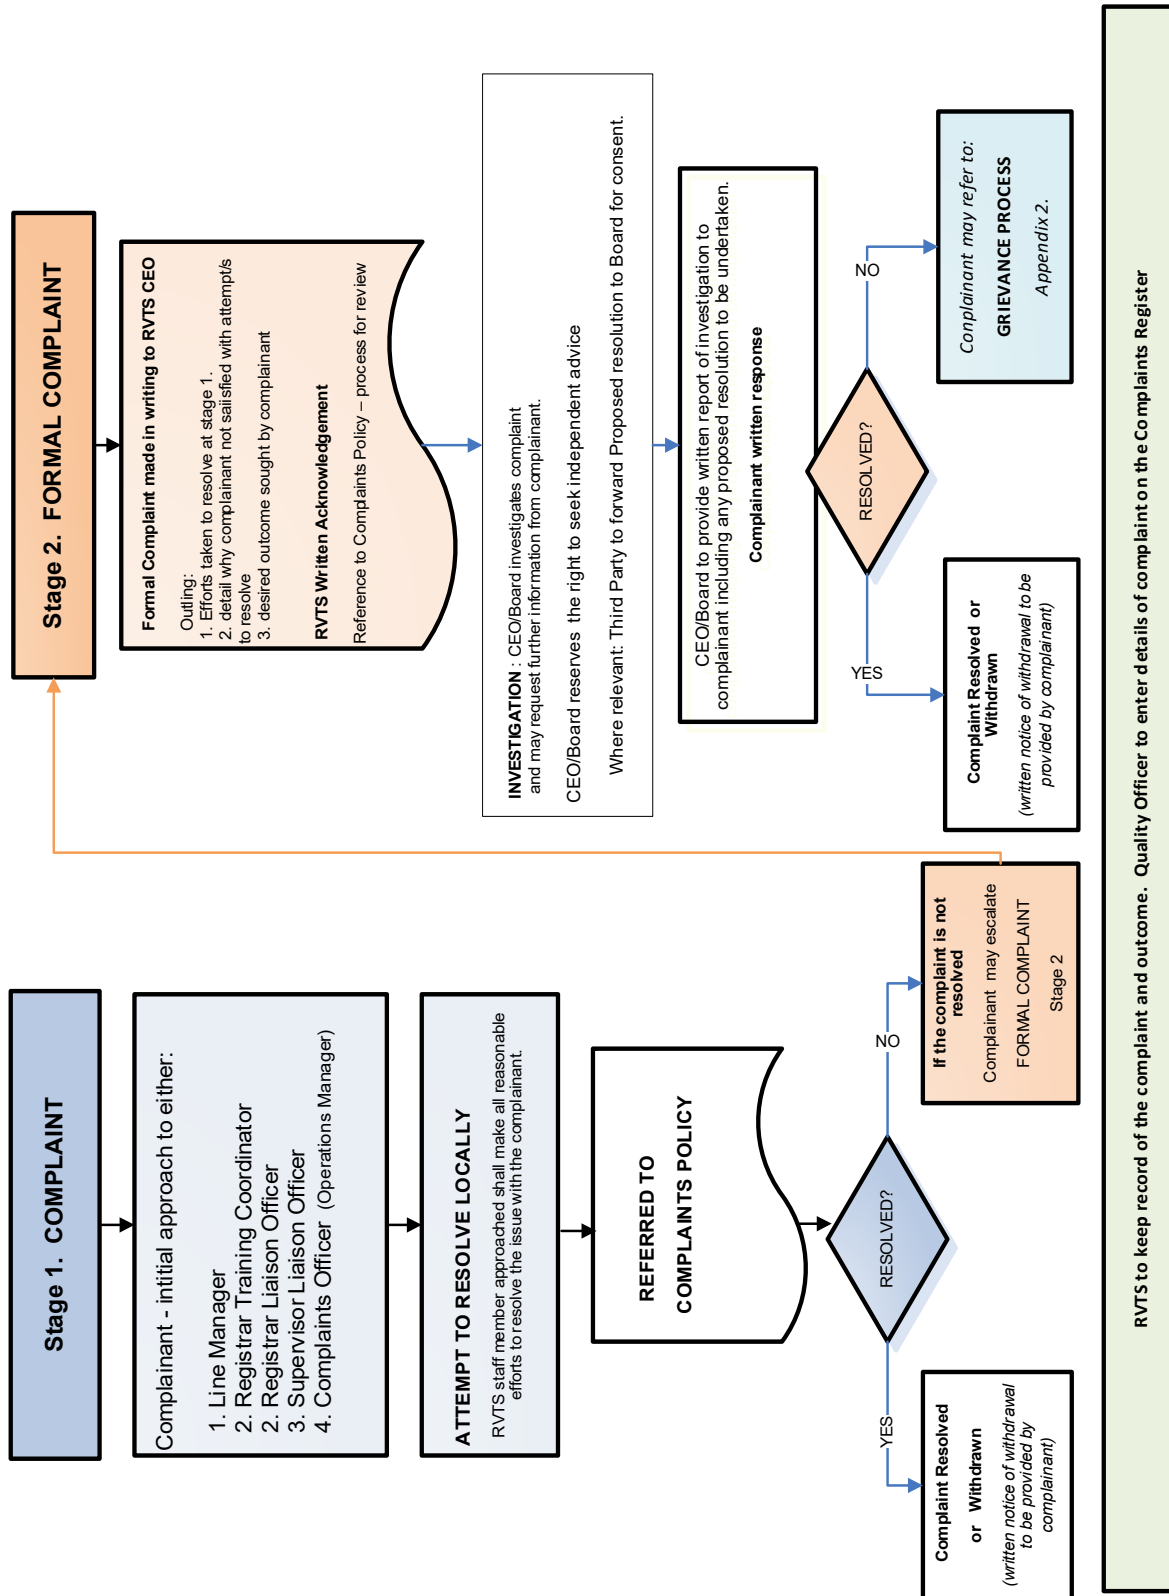 Stage 1.  COMPLAINT
Complainant - intitial approach to either:
1. Line Manager
2. Registrar Training Coordinator
2. Registrar Liaison Officer
3. Supervisor Liaison Officer
4. Complaints Officer (Operations Manager)
ATTEMPT TO RESOLVE LOCALLY
RVTS staff member approached shall make all reasonable
efforts to resolve the issue with the complainant.
REFERRED TO
COMPLAINTS POLICY
RESOLVED?
YES
NO
Complaint Resolved
or  Withdrawn
(written notice of withdrawal
to be provided by
complainant)
If the complaint is not
resolved
Complainant may escalate
FORMAL COMPLAINT
Stage 2
Stage 2.  FORMAL COMPLAINT
Formal Complaint made in writing to RVTS CEO
Outling:
1. Efforts taken to resolve at stage 1.
2. detail why complainant not saisfied with attempt/s
to resolve
3. desired outcome sought by complainant
RVTS Written Acknowledgement
Reference to Complaints Policy – process for review
INVESTIGATION : CEO/Board investigates complaint
and may request further information from complainant.
CEO/Board reserves the right to seek independent advice
Where relevant: Third Party to forward Proposed resolution to Board for consent.
CEO/Board to provide written report of investigation to
complainant including any proposed resolution to be undertaken.
Complainant written response
RESOLVED?
YES
NO
Complaint Resolved or
Withdrawn
(written notice of withdrawal to be
provided by complainant)
Conplainant may refer to:
GRIEVANCE PROCESS
Appendix 2.
RVTS to keep record of the complaint and outcome.  Quality Officer to enter details of complaint on the Complaints Register